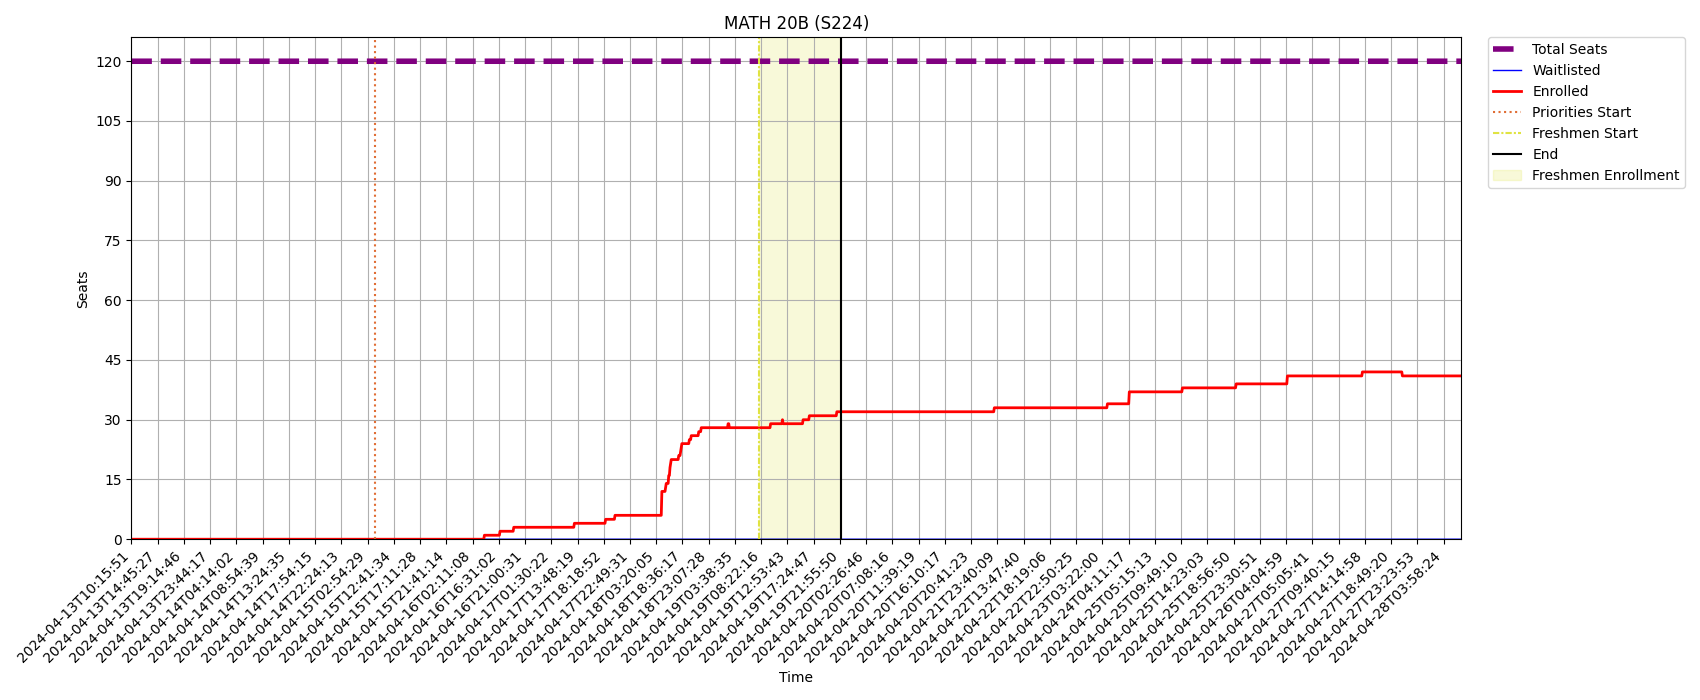 MATH 20B (S224)
Total Seats
Waitlisted
Enrolled
Priorities Start
Freshmen Start
End
Freshmen Enrollment
Seats
120
105
90
75
60
45
30
15
0
2024-04-13T10:15:51
2024-04-13T14:45:27
2024-04-13T19:14:46
2024-04-13T23:44:17
2024-04-14T04:14:02
2024-04-14T08:54:39
2024-04-14T13:24:35
2024-04-14T17:54:15
2024-04-14T22:24:13
2024-04-15T02:54:29
2024-04-15T12:41:34
2024-04-15T17:11:28
2024-04-15T21:41:14
2024-04-16T02:11:08
2024-04-16T16:31:02
2024-04-16T21:00:31
2024-04-17T01:30:22
2024-04-17T13:48:19
2024-04-17T18:18:52
2024-04-17T22:49:31
2024-04-18T03:20:05
2024-04-18T18:36:17
2024-04-18T23:07:28
2024-04-19T03:38:35
2024-04-19T08:22:16
2024-04-19T12:53:43
2024-04-19T17:24:47
2024-04-19T21:55:50
2024-04-20T02:26:46
2024-04-20T07:08:16
2024-04-20T11:39:19
2024-04-20T16:10:17
2024-04-20T20:41:23
2024-04-21T23:40:09
2024-04-22T13:47:40
2024-04-22T18:19:06
2024-04-22T22:50:25
2024-04-23T03:22:00
2024-04-24T04:11:17
2024-04-25T05:15:13
2024-04-25T09:49:10
2024-04-25T14:23:03
2024-04-25T18:56:50
2024-04-25T23:30:51
2024-04-26T04:04:59
2024-04-27T05:05:41
2024-04-27T09:40:15
2024-04-27T14:14:58
2024-04-27T18:49:20
2024-04-27T23:23:53
2024-04-28T03:58:24
Time